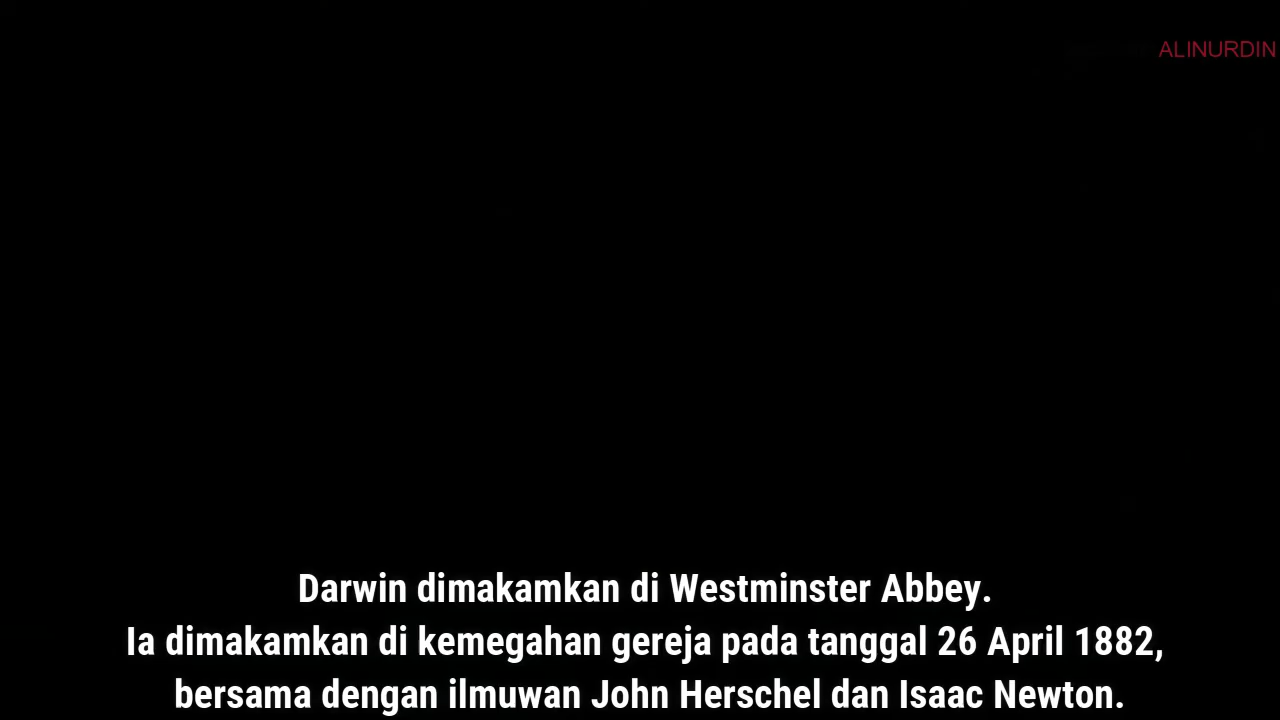 ALINURDIN
Darwin dimakamkan di Westminster Abbey.
Ia dimakamkan di kemegahan gereja pada tanggal 26 April 1882,
bersama dengan ilmuwan John Herschel dan Isaac Newton.